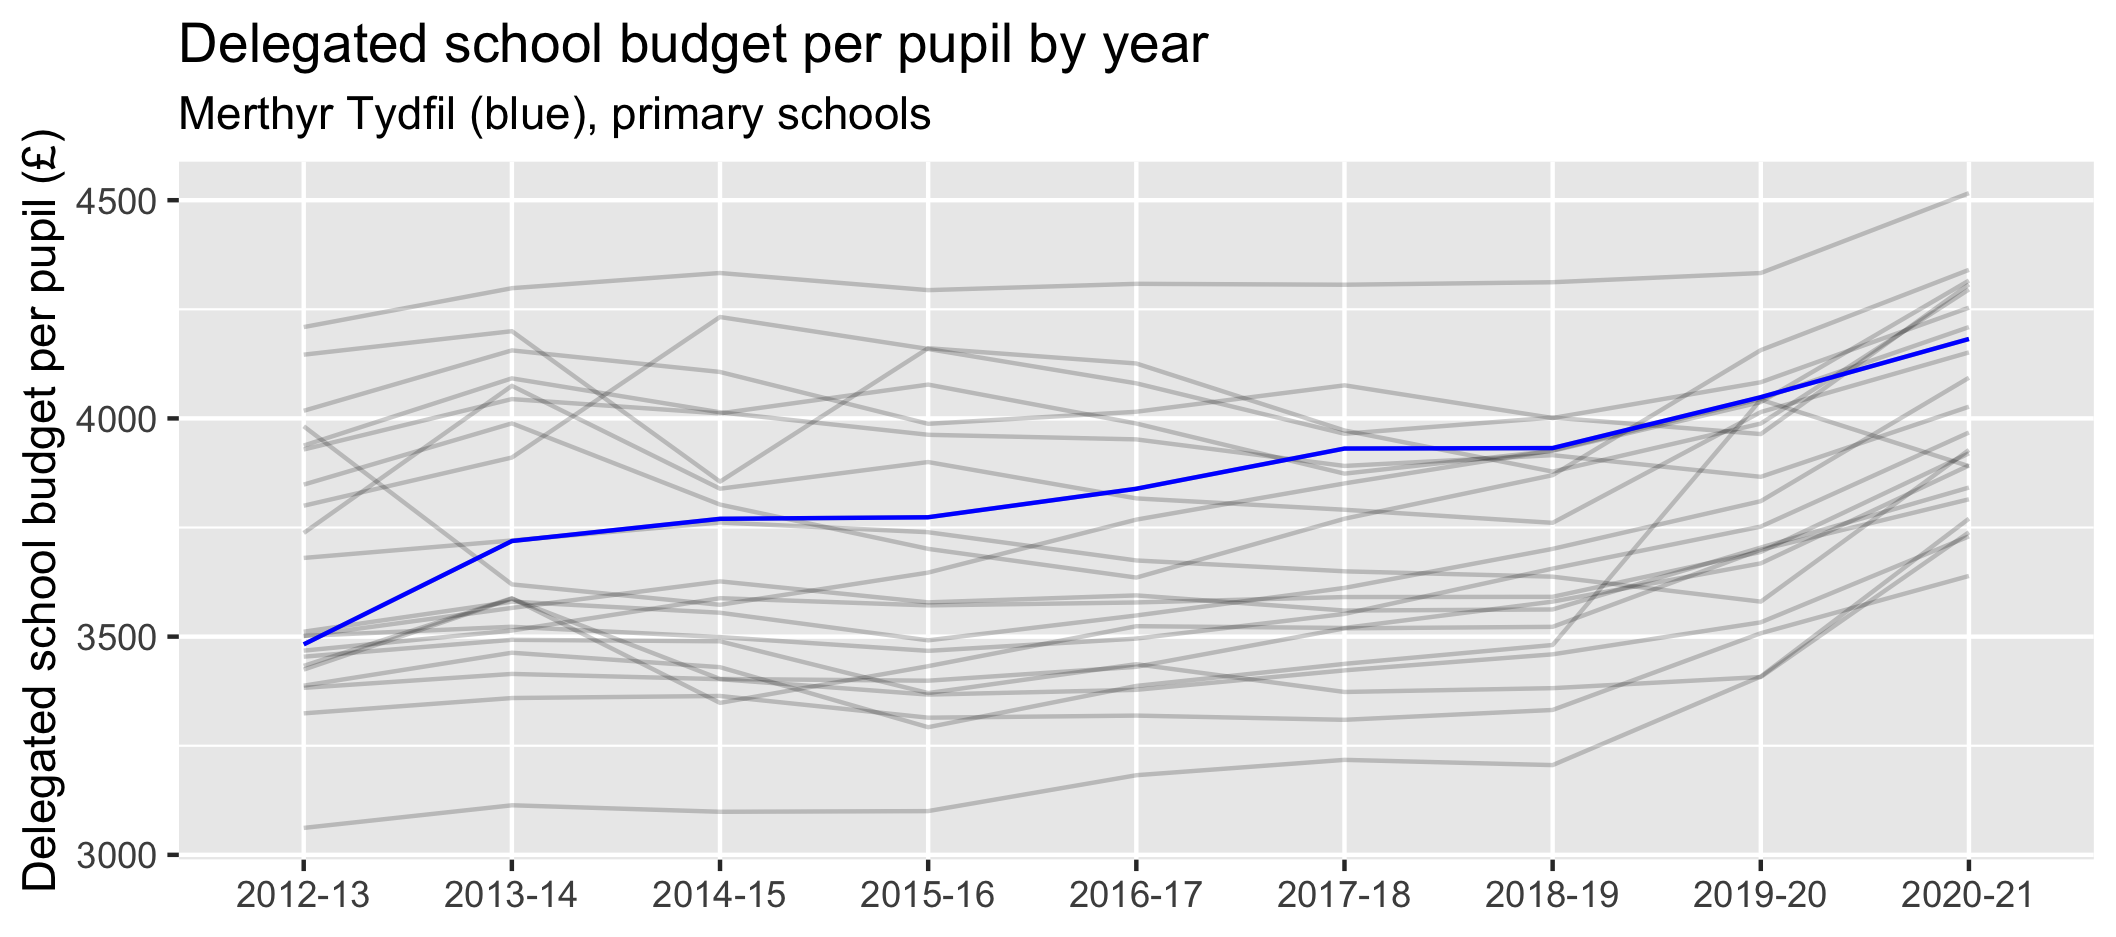 Delegated school budget per pupil by year
Merthyr Tydfil (blue), primary schools
Delegated school budget per pupil (£)
4500
4000
3500
3000
2012-13 2013-14 2014-15 2015-16 2016-17 2017-18 2018-19 2019-20 2020-21